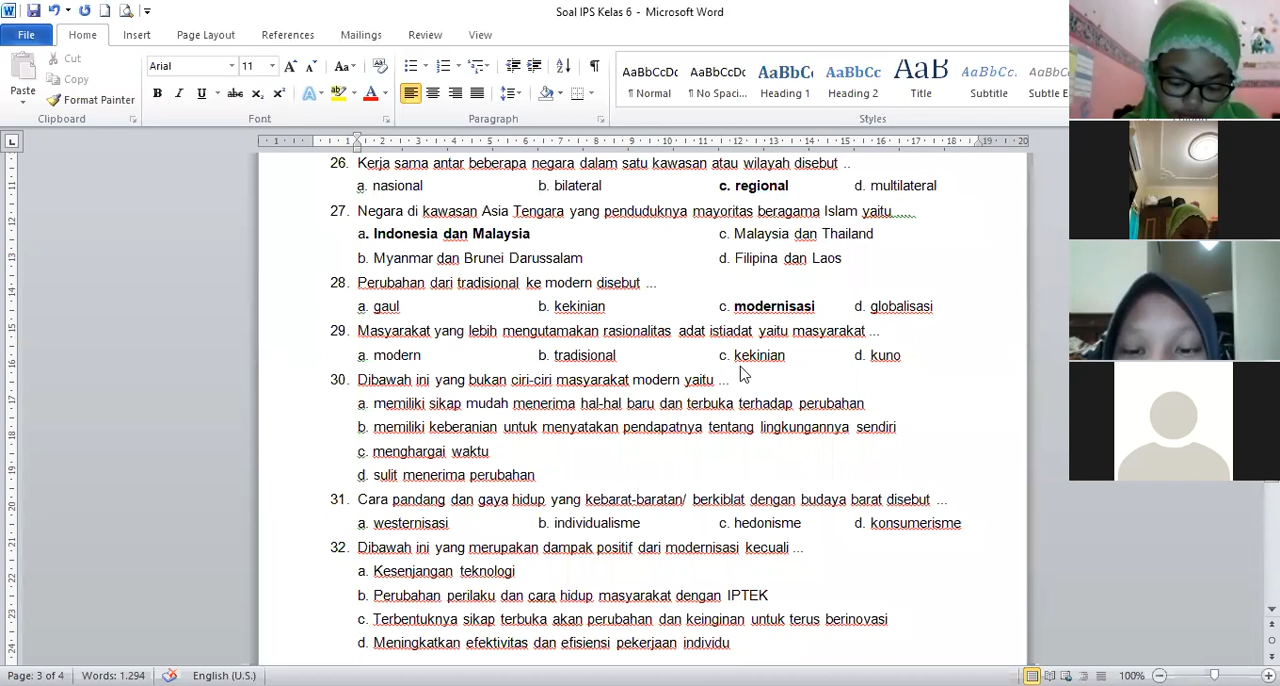 Soal IPS Kelas 6 - Microsoft Word
File Home Insert Page Layout References Mailings Review View
Cut
Copy
Format Painter
Paste
Clipboard
Arial 11
Font
Paragraph
AaBbCcDc AaBbCcDc AaBbC AaBbCc AaB AaBbCc.
¶ Normal ¶ No Spaci... Heading 1 Heading 2 Title Subtitle Subtle E
Styles
26. Kerja sama antar beberapa negara dalam satu kawasan atau wilayah disebut ..
a. nasional b. bilateral c. regional d. multilateral
27. Negara di kawasan Asia Tengara yang penduduknya mayoritas beragama Islam yaitu.....
a. Indonesia dan Malaysia c. Malaysia dan Thailand
b. Myanmar dan Brunei Darussalam d. Filipina dan Laos
28. Perubahan dari tradisional ke modern disebut ...
a. gaul b. kekinian c. modernisasi d. globalisasi
29. Masyarakat yang lebih mengutamakan rasionalitas adat istiadat yaitu masyarakat ...
a. modern b. tradisional c. kekinian d. kuno
30. Dibawah ini yang bukan ciri-ciri masyarakat modern yaitu ...
a. memiliki sikap mudah menerima hal-hal baru dan terbuka terhadap perubahan
b. memiliki keberanian untuk menyatakan pendapatnya tentang lingkungannya sendiri
c. menghargai waktu
d. sulit menerima perubahan
31. Cara pandang dan gaya hidup yang kebarat-baratan/ berkiblat dengan budaya barat disebut ...
a. westernisasi b. individualisme c. hedonisme d. konsumerisme
32. Dibawah ini yang merupakan dampak positif dari modernisasi kecuali ...
a. Kesenjangan teknologi
b. Perubahan perilaku dan cara hidup masyarakat dengan IPTEK
c. Terbentuknya sikap terbuka akan perubahan dan keinginan untuk terus berinovasi
d. Meningkatkan efektivitas dan efisiensi pekerjaan individu
Page: 3 of 4 Words: 1.294 English (U.S.) 100%